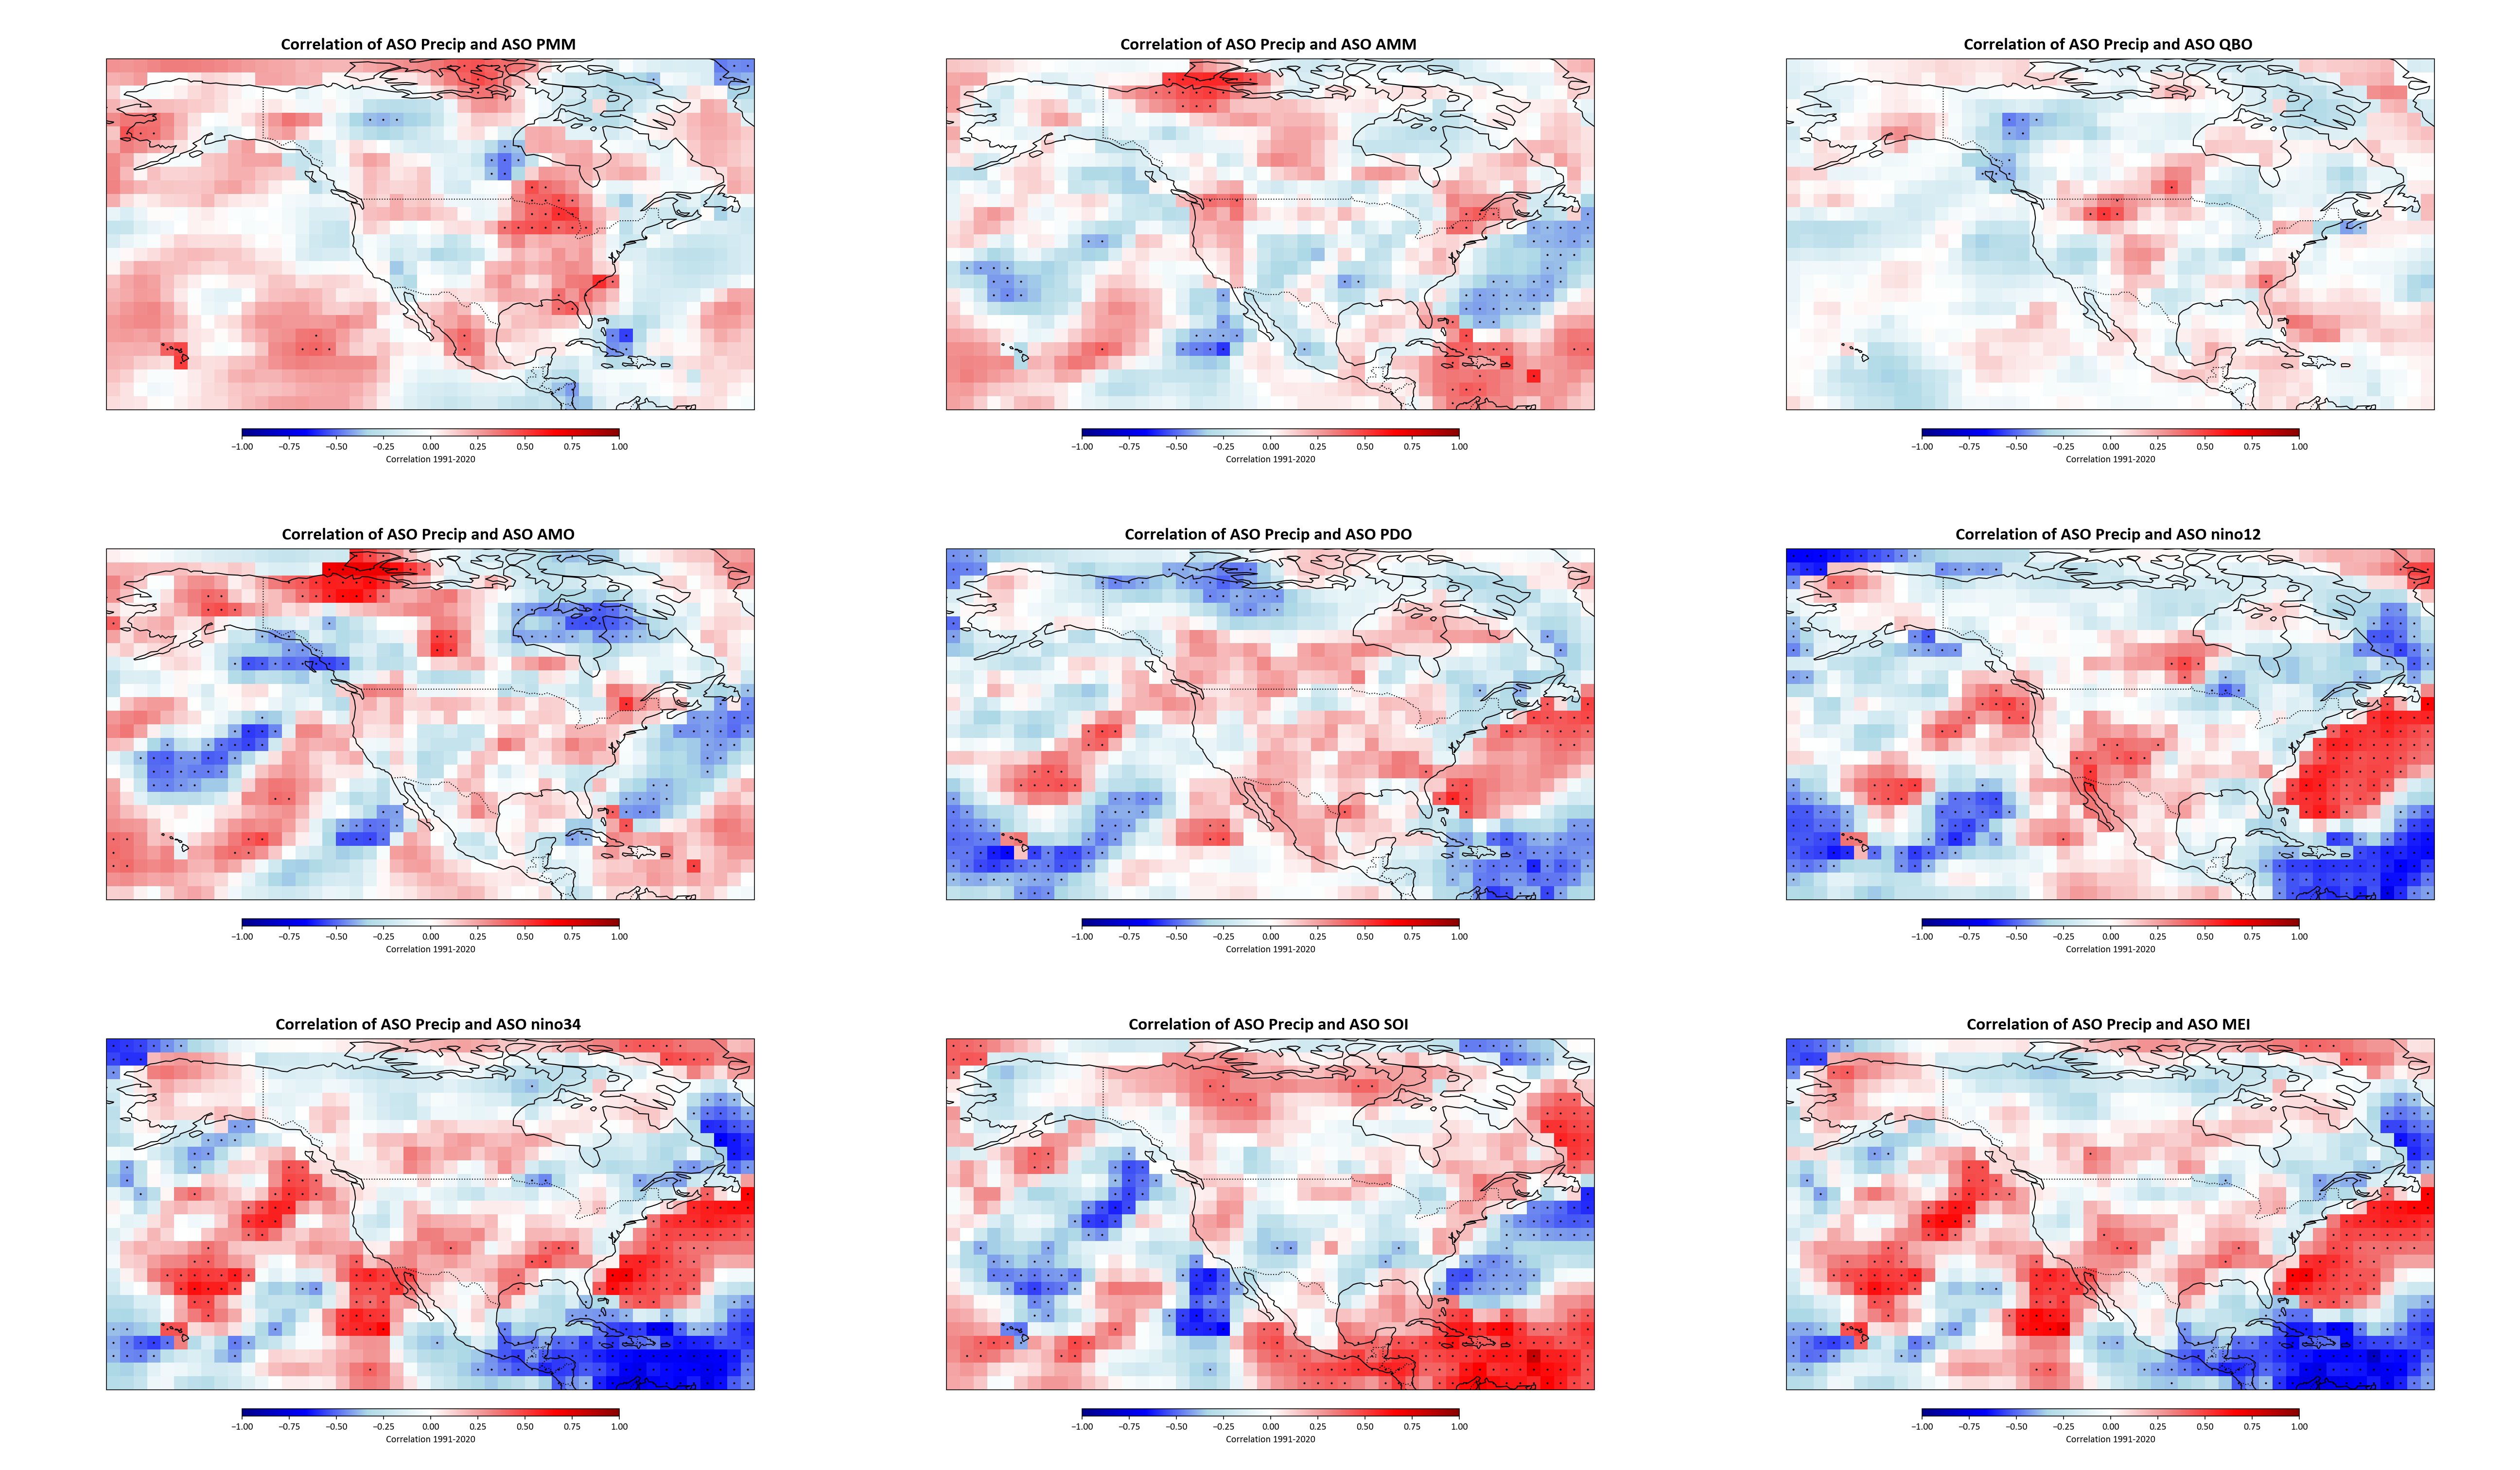 Correlation of ASO Precip and ASO PMM
Correlation of ASO Precip and ASO AMM
Correlation of ASO Precip and ASO QBO
−1.00 −0.75 −0.50 −0.25 0.00 0.25 0.50 0.75 1.00
Correlation 1991-2020
−1.00 −0.75 −0.50 −0.25 0.00 0.25 0.50 0.75 1.00
Correlation 1991-2020
−1.00 −0.75 −0.50 −0.25 0.00 0.25 0.50 0.75 1.00
Correlation 1991-2020
Correlation of ASO Precip and ASO AMO
Correlation of ASO Precip and ASO PDO
Correlation of ASO Precip and ASO nino12
−1.00 −0.75 −0.50 −0.25 0.00 0.25 0.50 0.75 1.00
Correlation 1991-2020
−1.00 −0.75 −0.50 −0.25 0.00 0.25 0.50 0.75 1.00
Correlation 1991-2020
−1.00 −0.75 −0.50 −0.25 0.00 0.25 0.50 0.75 1.00
Correlation 1991-2020
Correlation of ASO Precip and ASO nino34
Correlation of ASO Precip and ASO SOI
Correlation of ASO Precip and ASO MEI
−1.00 −0.75 −0.50 −0.25 0.00 0.25 0.50 0.75 1.00
Correlation 1991-2020
−1.00 −0.75 −0.50 −0.25 0.00 0.25 0.50 0.75 1.00
Correlation 1991-2020
−1.00 −0.75 −0.50 −0.25 0.00 0.25 0.50 0.75 1.00
Correlation 1991-2020